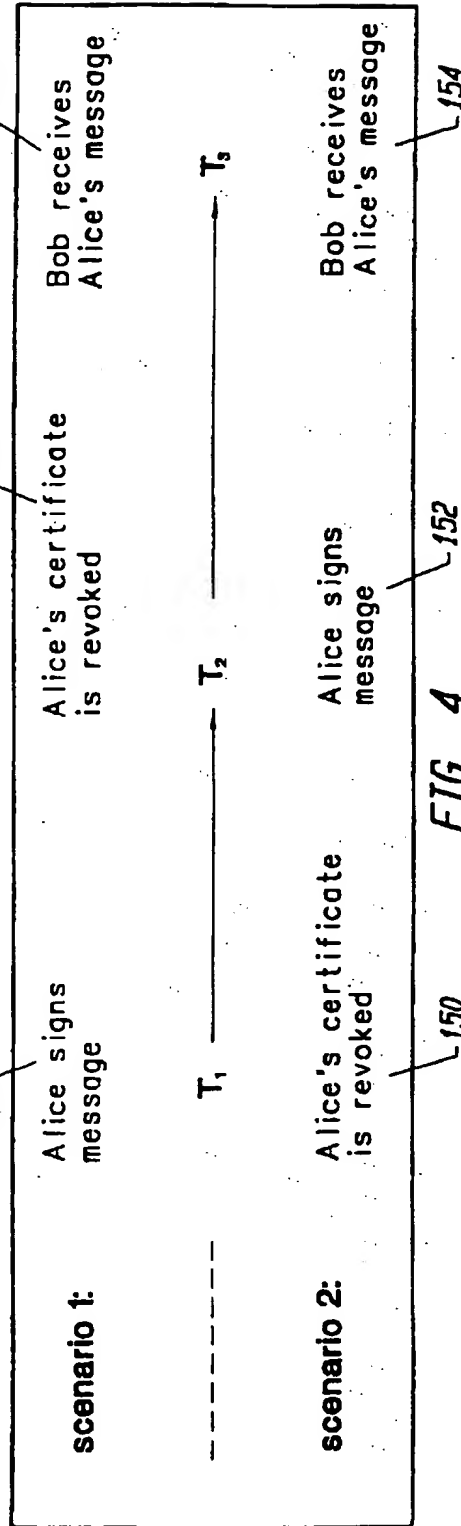 scenario 1:
Alice signs
message
Alice's certificate
is revoked
Bob receives
Alice's message
T₁
T₂
T₃
scenario 2:
Alice's certificate
is revoked
Alice signs
message
Bob receives
Alice's message
150
152
154
FIG 4